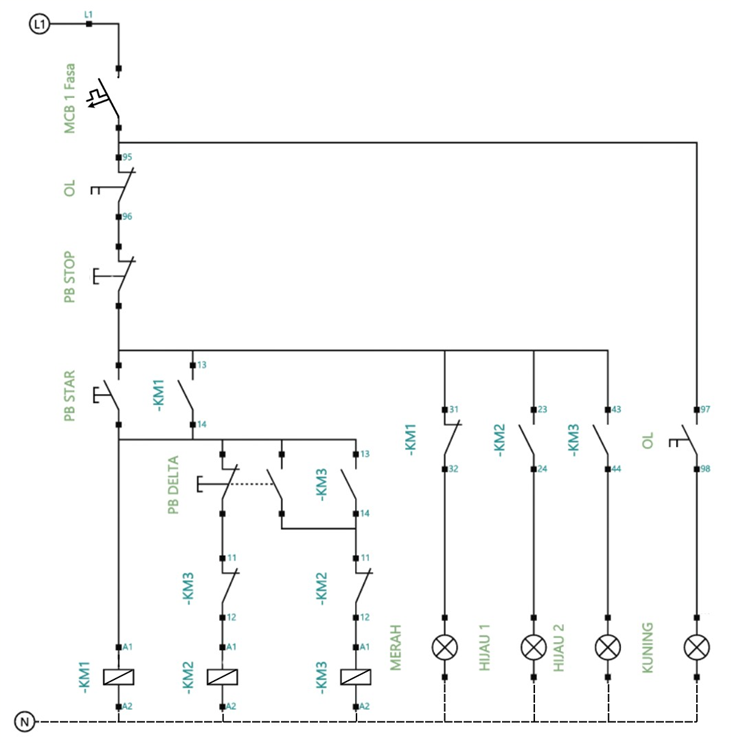 L1
L1
MCB 1 Fasa
95
OL
96
PB STOP
PB STAR
13
-KM1
14
31
-KM1
32
23
-KM2
24
43
-KM3
44
97
OL
98
PB DELTA
13
-KM3
14
11
-KM3
12
11
-KM2
12
A1
-KM1
A2
A1
-KM2
A2
A1
-KM3
A2
MERAH
HIJAU 1
HIJAU 2
KUNING
N